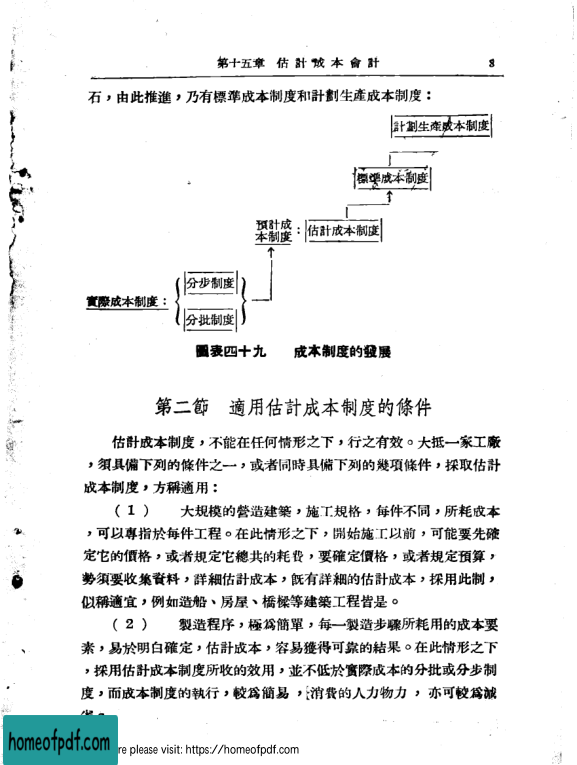 第十五章 估計成本會計 3
石，由此推進，乃有標準成本制度和計劃生產成本制度：
計劃生產成本制度
標準成本制度
預計成本制度：
估計成本制度
分步制度
實際成本制度：
分批制度
圖表四十九 成本制度的發展
第二節 適用估計成本制度的條件
估計成本制度，不能在任何情形之下，行之有效。大抵一家工廠
，須具備下列的條件之一，或者同時具備下列的幾項條件，採取估計
成本制度，方稱適用：
（１） 大規模的營造建築，施工規格，每件不同，所耗成本
，可以專指於每件工程。在此情形之下，開始施工以前，可能要先確
定它的價格，或者規定它總共的耗費，要確定價格，或者規定預算，
勢須要收集資料，詳細估計成本，既有詳細的估計成本，採用此制，
似稱適宜，例如造船、房屋、橋樑等建築工程皆是。
（２） 製造程序，極爲簡單，每一製造步驟所耗用的成本要
素，易於明白確定，估計成本，容易獲得可靠的結果。在此情形之下
，採用估計成本制度所收的效用，並不低於實際成本的分批或分步制
度，而成本制度的執行，較爲簡易，消費的人力物力，亦可較爲減
homeofpdf.com
re please visit: https://homeofpdf.com